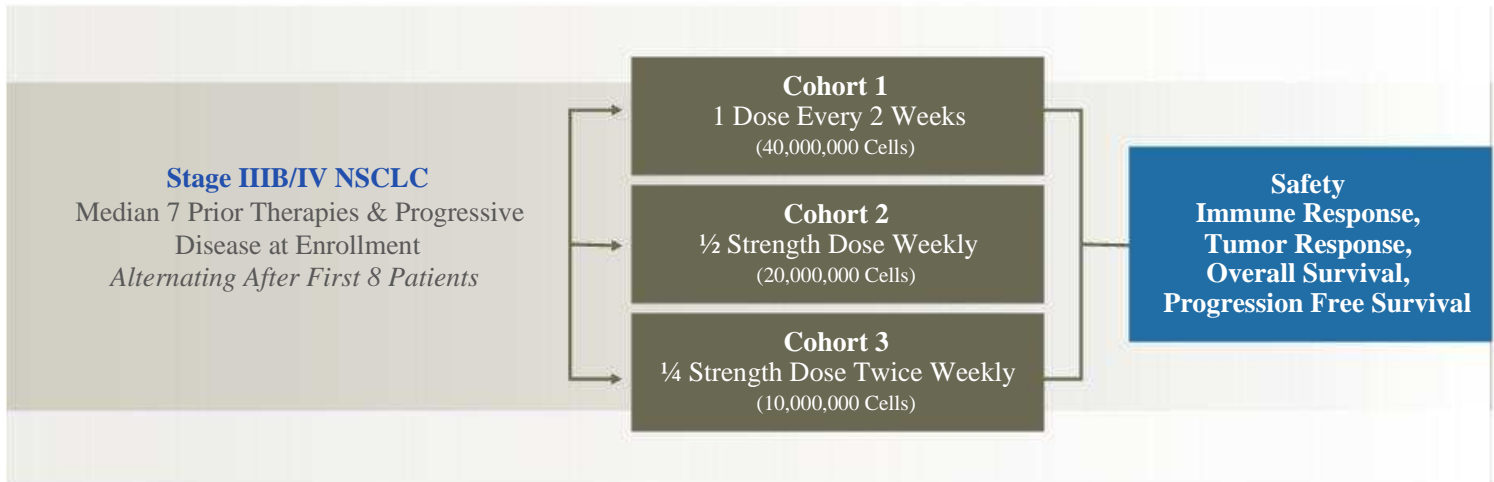 Stage IIIB/IV NSCLC
Median 7 Prior Therapies & Progressive
Disease at Enrollment
Alternating After First 8 Patients
Cohort 1
1 Dose Every 2 Weeks
(40,000,000 Cells)
Cohort 2
½ Strength Dose Weekly
(20,000,000 Cells)
Cohort 3
¼ Strength Dose Twice Weekly
(10,000,000 Cells)
Safety
Immune Response,
Tumor Response,
Overall Survival,
Progression Free Survival